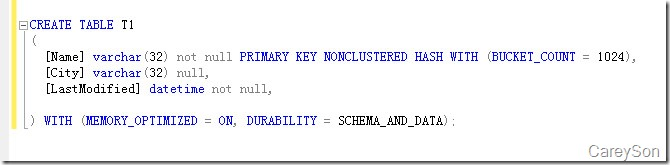 CREATE TABLE T1
(
[Name] varchar(32) not null PRIMARY KEY NONCLUSTERED HASH WITH (BUCKET_COUNT = 1024),
[City] varchar(32) null,
[LastModified] datetime not null,
) WITH (MEMORY_OPTIMIZED = ON, DURABILITY = SCHEMA_AND_DATA);
CareySon